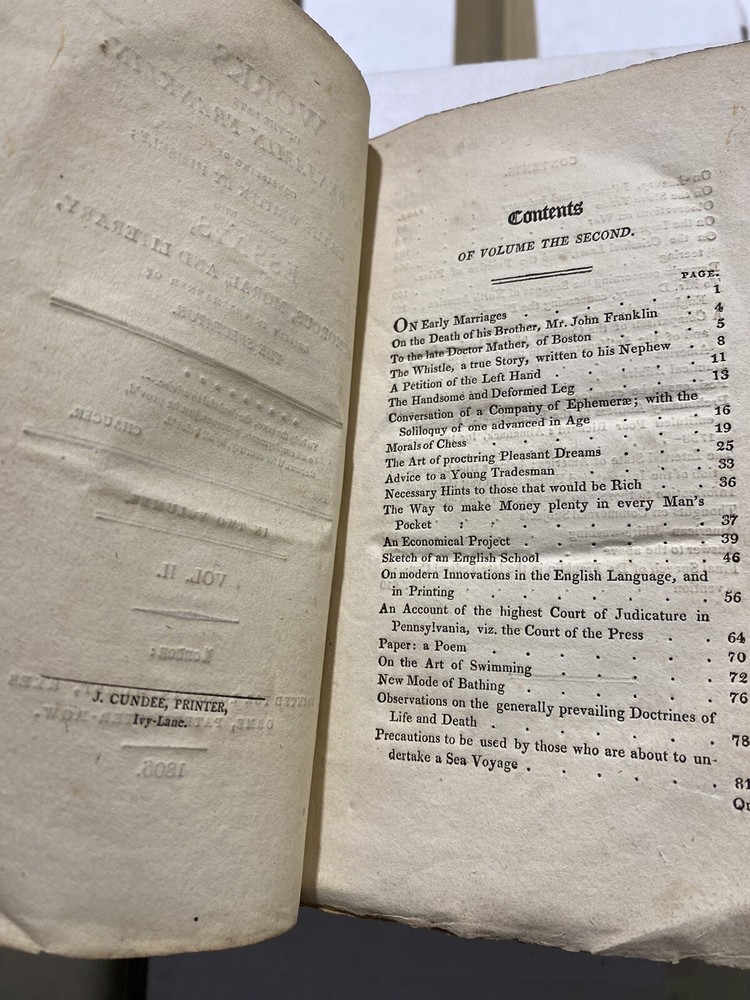 J. CUNDEE, PRINTER,
Ivy-Lane.
Contents
OF VOLUME THE SECOND.
PAGE.
ON Early Marriages . . . . . . 1
On the Death of his Brother, Mr. John Franklin . 4
To the late Doctor Mather, of Boston . . . . 5
The Whistle, a true Story, written to his Nephew . 8
A Petition of the Left Hand . . . . . 11
The Handsome and Deformed Leg . . . . 13
Conversation of a Company of Ephemeræ; with the
Soliloquy of one advanced in Age . . . 16
Morals of Chess . . . . . . 19
The Art of procuring Pleasant Dreams . . . 25
Advice to a Young Tradesman . . . . 33
Necessary Hints to those that would be Rich . . 36
The Way to make Money plenty in every Man's
Pocket . . . . . . . 37
An Economical Project . . . . . 39
Sketch of an English School . . . . . 46
On modern Innovations in the English Language, and
in Printing . . . . . . 56
An Account of the highest Court of Judicature in
Pennsylvania, viz. the Court of the Press . . 64
Paper: a Poem . . . . . . 70
On the Art of Swimming . . . . . 72
New Mode of Bathing . . . . . 76
Observations on the generally prevailing Doctrines of
Life and Death . . . . . . 78
Precautions to be used by those who are about to un-
dertake a Sea Voyage . . . . . 81